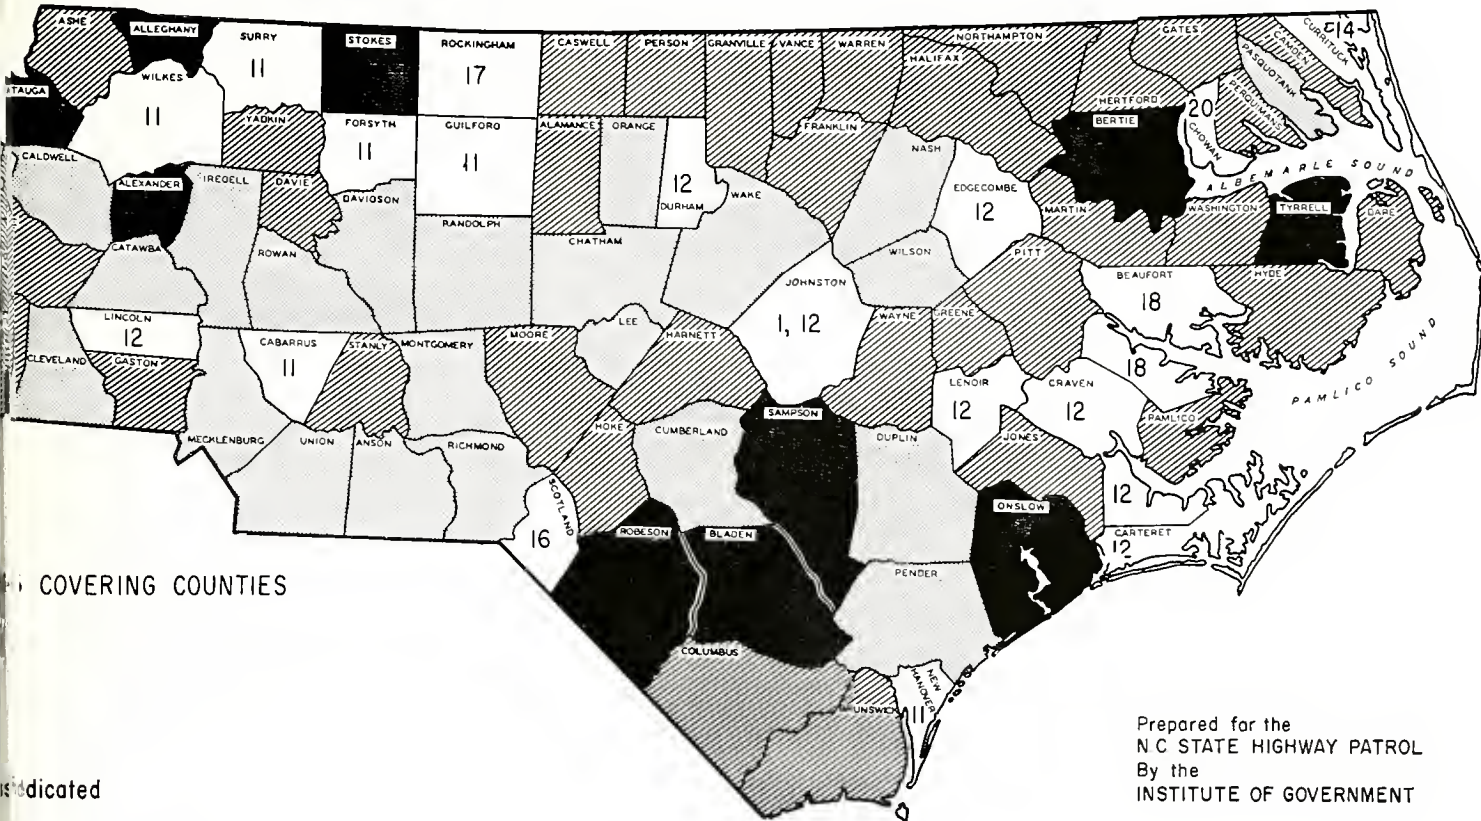 ASHE
ALLEGHANY
SURRY
11
STOKES
ROCKINGHAM
17
CASWELL
PERSON
GRANVILLE
VANCE
WARREN
NORTHAMPTON
HALIFAX
GATES
CAMDEN
CURRITUCK
14
PASQUOTANK
PERQUIMANS
HERTFORD
BERTIE
20
CHOWAN
ATAUGA
WILKES
11
YADKIN
FORSYTH
11
GUILFORD
11
ALAMANCE
ORANGE
12
DURHAM
FRANKLIN
NASH
EDGECOMBE
12
MARTIN
WASHINGTON
TYRRELL
DARE
ALBEMARLE SOUND
CALDWELL
ALEXANDER
IREDELL
DAVIE
DAVIDSON
RANDOLPH
CHATHAM
WAKE
WILSON
PITT
BEAUFORT
18
HYDE
CATAWBA
ROWAN
JOHNSTON
1, 12
LINCOLN
12
CABARRUS
11
STANLY
MONTGOMERY
MOORE
LEE
HARNETT
WAYNE
GREENE
18
PAMLICO SOUND
CLEVELAND
GASTON
LENOIR
12
CRAVEN
12
PAMLICO
MECKLENBURG
UNION
ANSON
RICHMOND
HOKE
CUMBERLAND
SAMPSON
DUPLIN
JONES
SCOTLAND
16
ROBESON
BLADEN
ONSLOW
12
CARTERET
12
COVERING COUNTIES
PENDER
COLUMBUS
NEW HANOVER
11
UNSWICK
dicated
Prepared for the
N C STATE HIGHWAY PATROL
By the
INSTITUTE OF GOVERNMENT